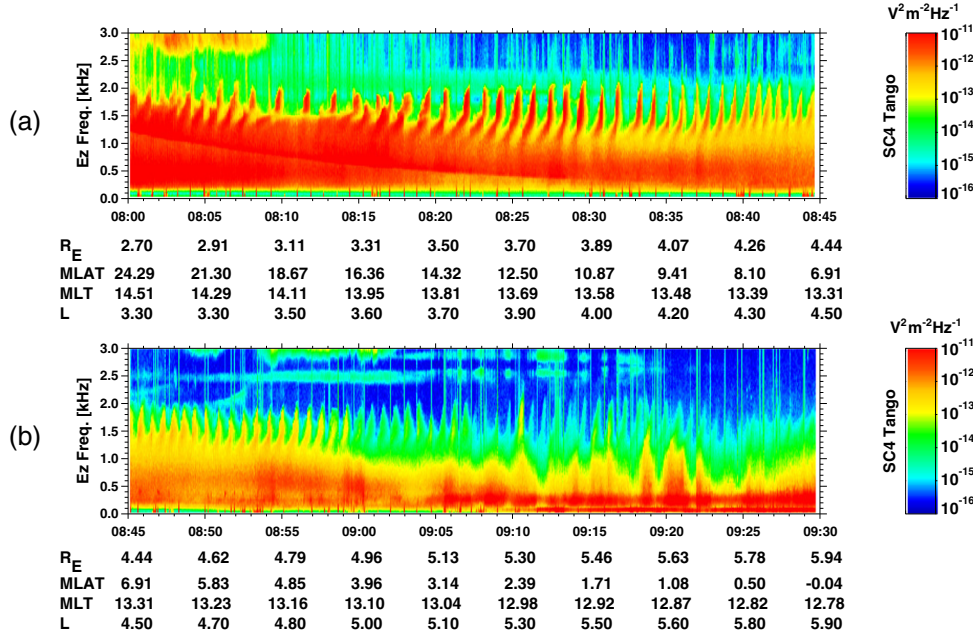 V²m⁻²Hz⁻¹
(a)
Ez Freq. [kHz]
3.0
2.5
2.0
1.5
1.0
0.5
0.0
10⁻¹¹
10⁻¹²
10⁻¹³
10⁻¹⁴
10⁻¹⁵
10⁻¹⁶
SC4 Tango
08:00 08:05 08:10 08:15 08:20 08:25 08:30 08:35 08:40 08:45
R_E 2.70 2.91 3.11 3.31 3.50 3.70 3.89 4.07 4.26 4.44
MLAT 24.29 21.30 18.67 16.36 14.32 12.50 10.87 9.41 8.10 6.91
MLT 14.51 14.29 14.11 13.95 13.81 13.69 13.58 13.48 13.39 13.31
L 3.30 3.30 3.50 3.60 3.70 3.90 4.00 4.20 4.30 4.50
V²m⁻²Hz⁻¹
(b)
Ez Freq. [kHz]
3.0
2.5
2.0
1.5
1.0
0.5
0.0
10⁻¹¹
10⁻¹²
10⁻¹³
10⁻¹⁴
10⁻¹⁵
10⁻¹⁶
SC4 Tango
08:45 08:50 08:55 09:00 09:05 09:10 09:15 09:20 09:25 09:30
R_E 4.44 4.62 4.79 4.96 5.13 5.30 5.46 5.63 5.78 5.94
MLAT 6.91 5.83 4.85 3.96 3.14 2.39 1.71 1.08 0.50 -0.04
MLT 13.31 13.23 13.16 13.10 13.04 12.98 12.92 12.87 12.82 12.78
L 4.50 4.70 4.80 5.00 5.10 5.30 5.50 5.60 5.80 5.90